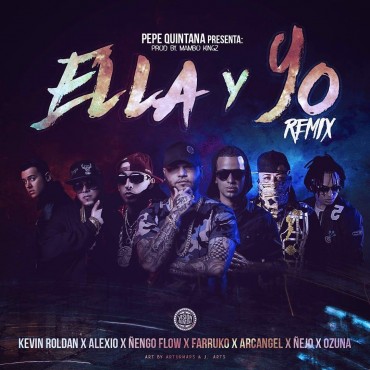 PEPE QUINTANA PRESENTA:
PROD BY. MAMBO KINGZ
ELLA Y YO
REMIX
KEVIN ROLDAN X ALEXIO X ÑENGO FLOW X FARRUKO X ARCANGEL X ÑEJO X OZUNA